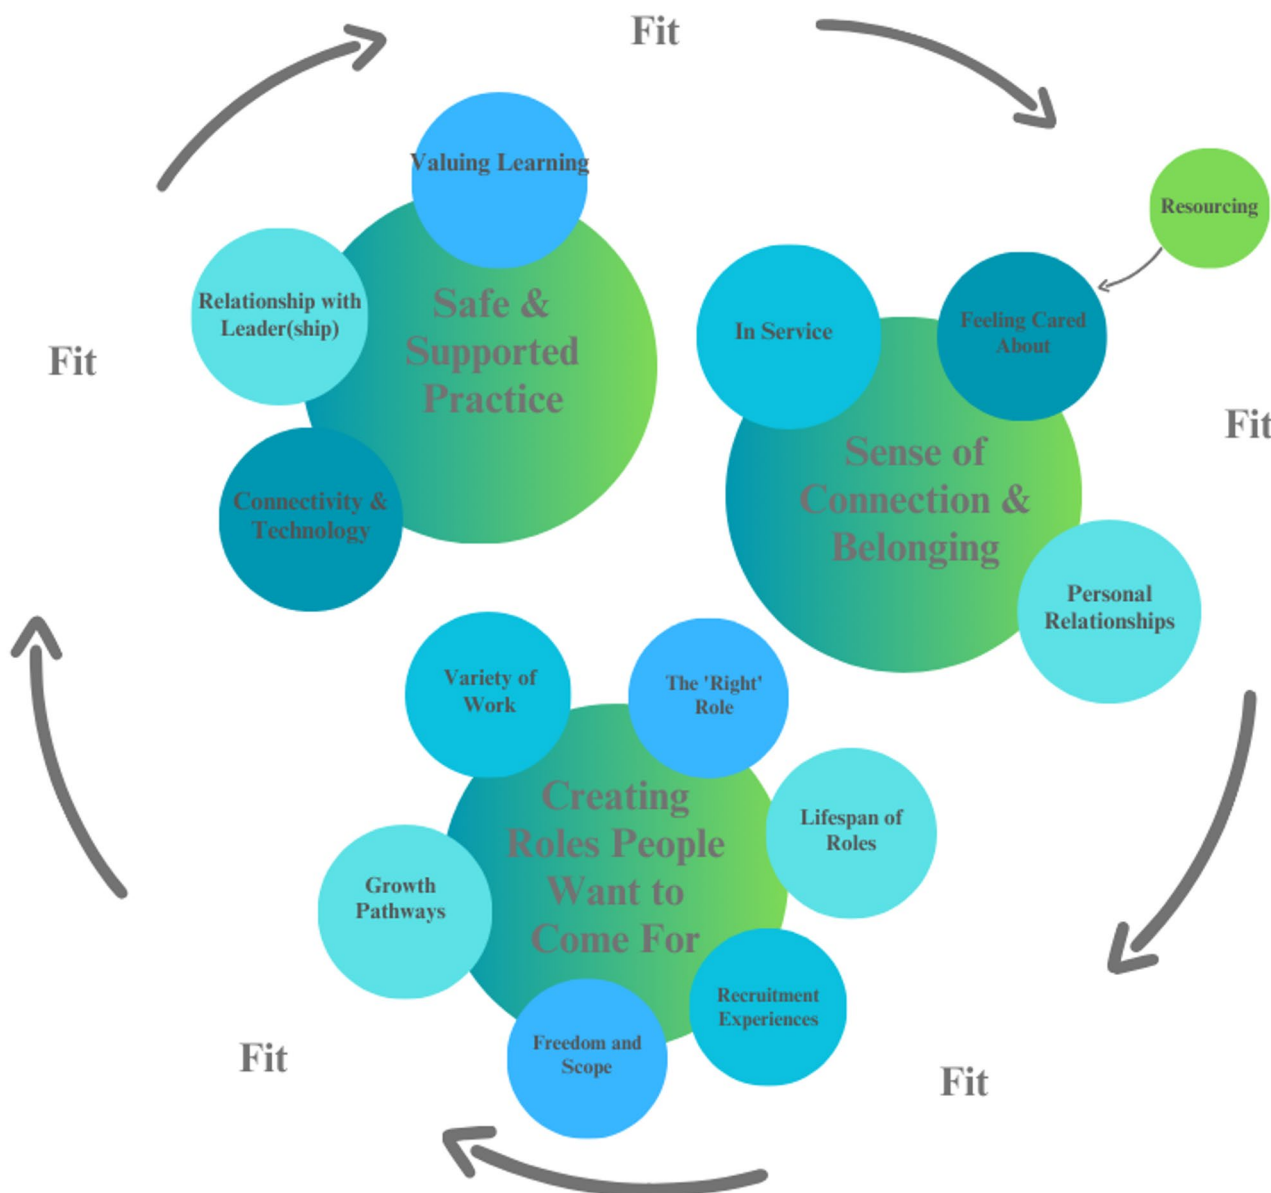 Fit
Valuing Learning
Resourcing
Relationship with
Leader(ship)
Safe &
Supported
Practice
In Service
Feeling Cared
About
Fit
Fit
Connectivity &
Technology
Sense of
Connection &
Belonging
Personal
Relationships
Variety of
Work
The 'Right'
Role
Creating
Roles People
Want to
Come For
Lifespan of
Roles
Growth
Pathways
Recruitment
Experiences
Freedom and
Scope
Fit
Fit